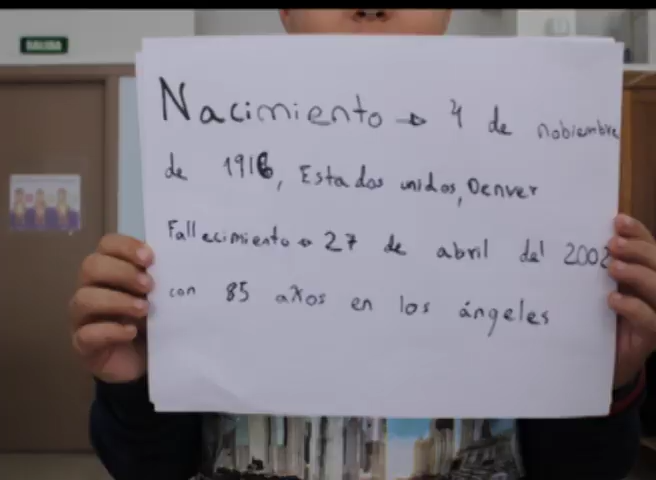 SALIDA
Nacimiento → 4 de nobiembre
de 1916, Estados unidos, Denver
Fallecimiento → 27 de abril del 2002
con 85 años en los ángeles